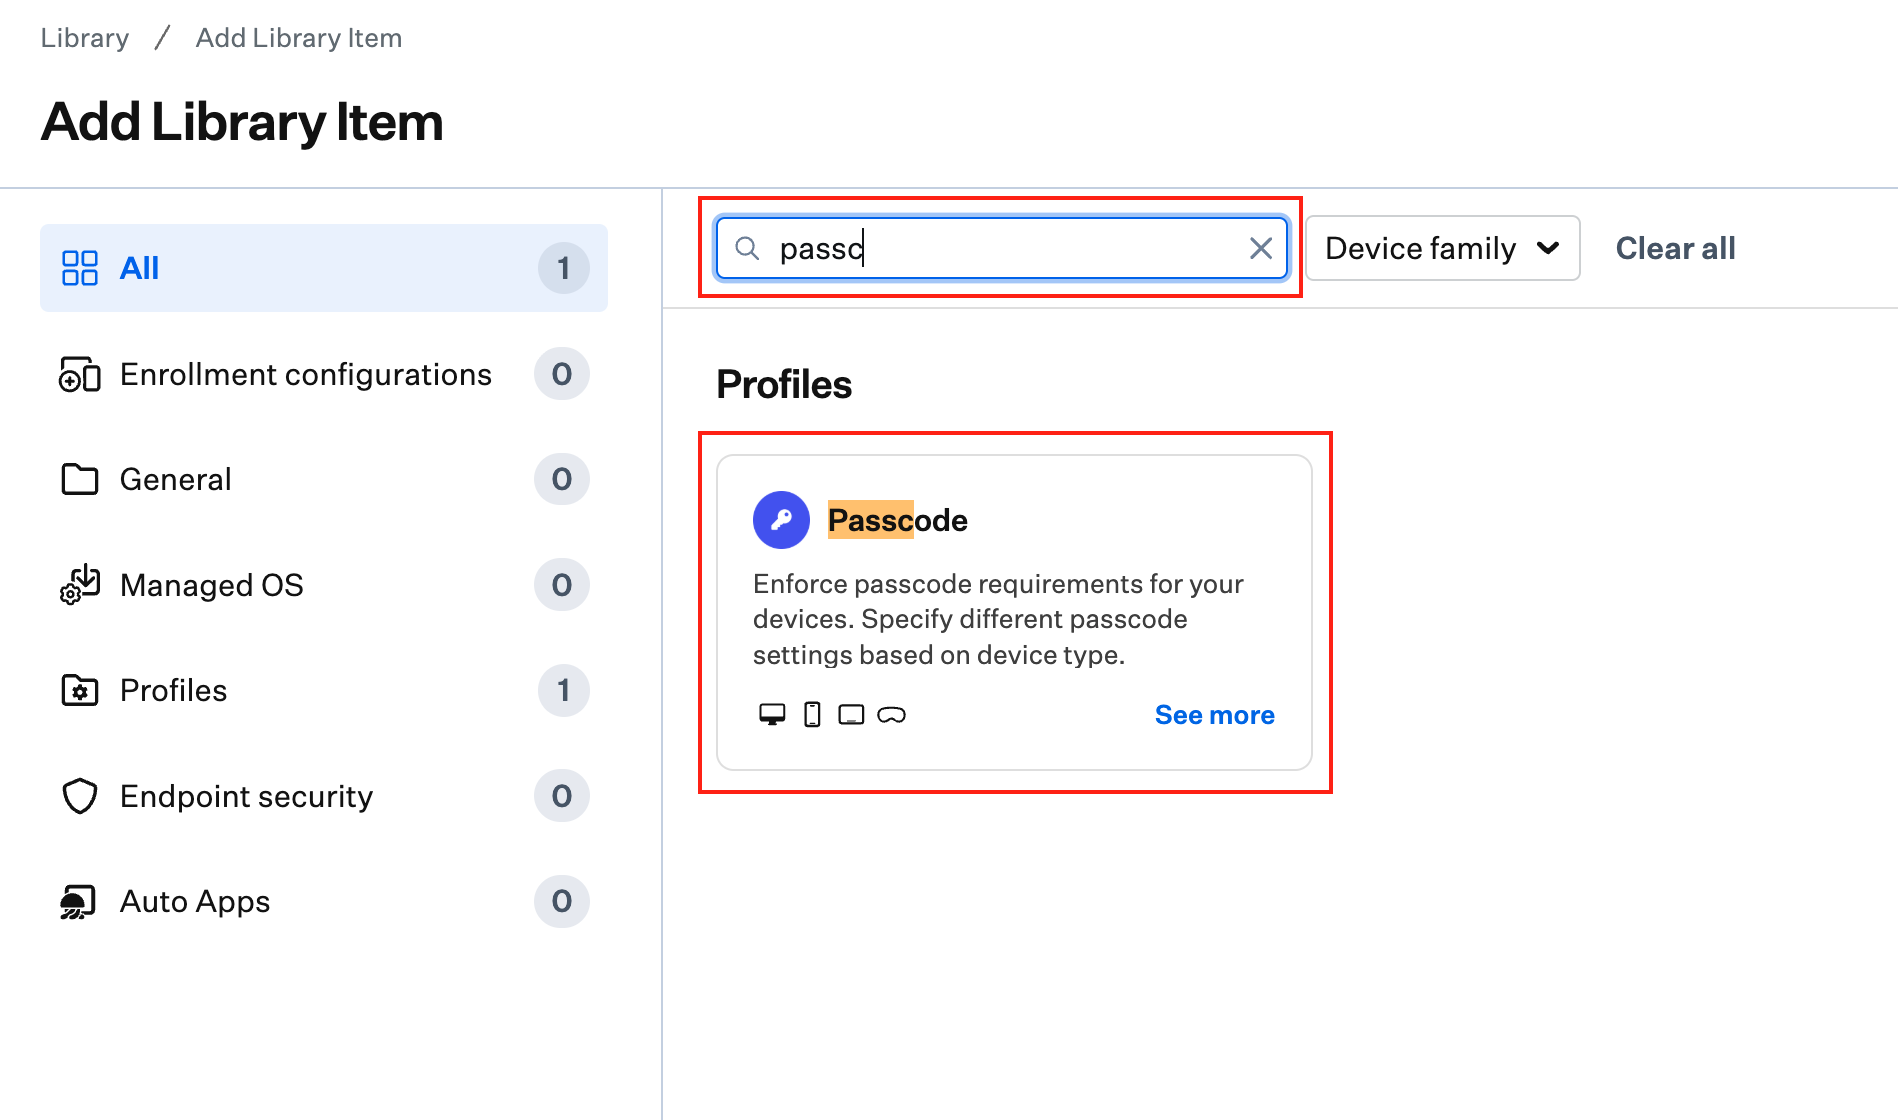 Library / Add Library Item
Add Library Item
All 1
Enrollment configurations 0
General 0
Managed OS 0
Profiles 1
Endpoint security 0
Auto Apps 0
passc
Device family
Clear all
Profiles
Passcode
Enforce passcode requirements for your
devices. Specify different passcode
settings based on device type.
See more